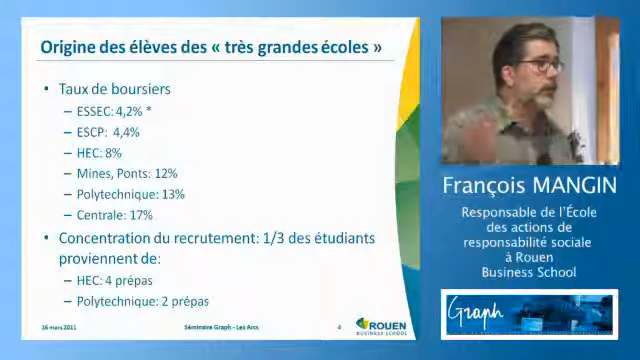 Origine des élèves des « très grandes écoles »
• Taux de boursiers
– ESSEC: 4,2% *
– ESCP: 4,4%
– HEC: 8%
– Mines, Ponts: 12%
– Polytechnique: 13%
– Centrale: 17%
• Concentration du recrutement: 1/3 des étudiants
proviennent de:
– HEC: 4 prépas
– Polytechnique: 2 prépas
16 mars 2011
Séminaire Graph - Les Arcs
4
ROUEN
BUSINESS SCHOOL
François MANGIN
Responsable de l'École
des actions de
responsabilité sociale
à Rouen
Business School
Graph